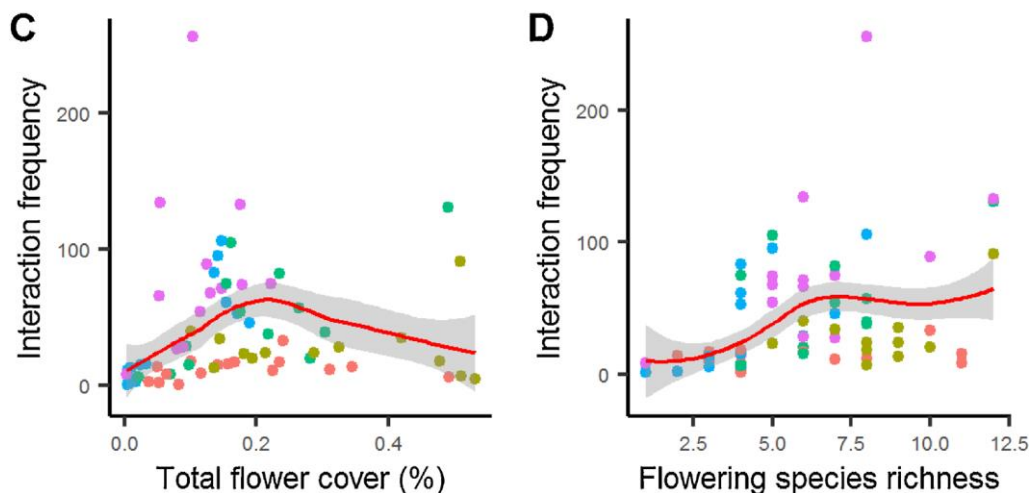 C
Interaction frequency
200
100
0
0.0 0.2 0.4
Total flower cover (%)
D
Interaction frequency
200
100
0
2.5 5.0 7.5 10.0 12.5
Flowering species richness